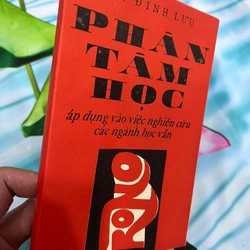 ĐÌNH LƯU
PHÂN
TÂM
HỌC
áp dụng vào việc nghiên cứu
các ngành học vấn